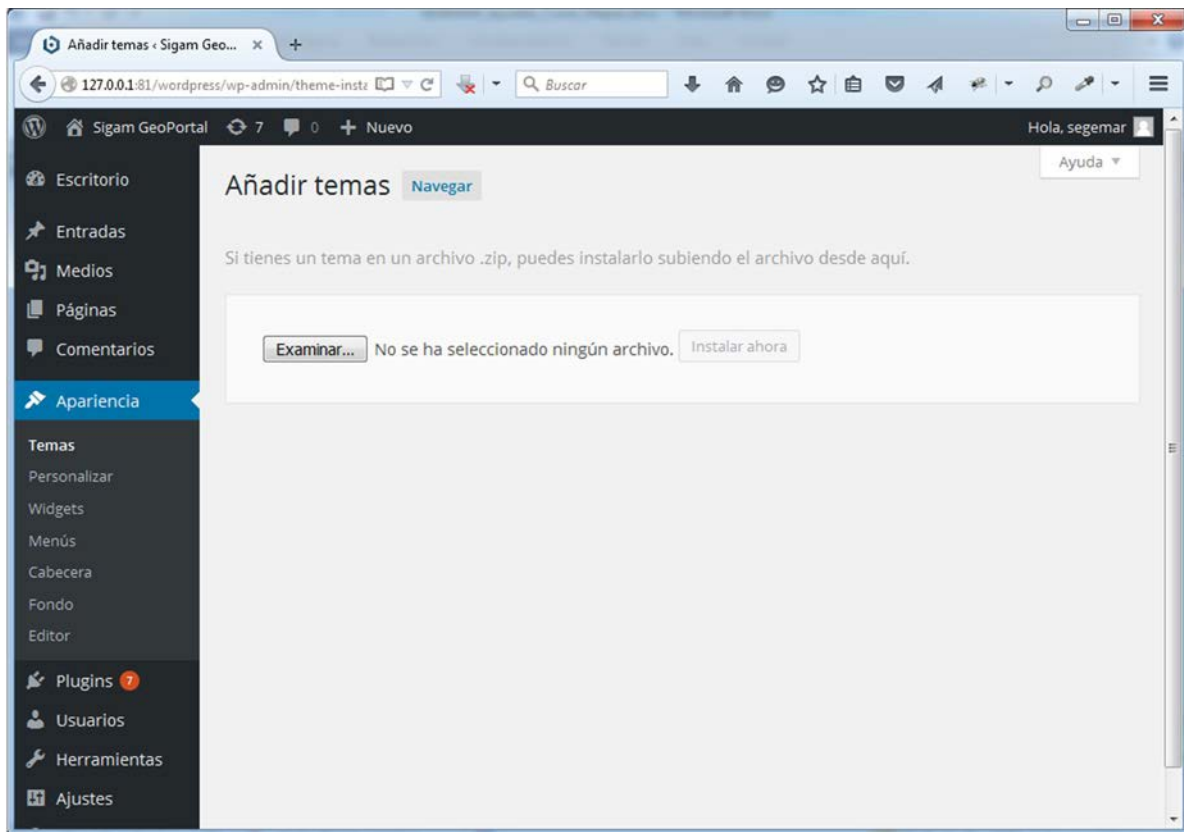 Añadir temas ‹ Sigam Geo...
127.0.0.1:81/wordpress/wp-admin/theme-insta
Buscar
Sigam GeoPortal 7 0 + Nuevo Hola, segemar
Ayuda
Escritorio
Entradas
Medios
Páginas
Comentarios
Apariencia
Temas
Personalizar
Widgets
Menús
Cabecera
Fondo
Editor
Plugins 7
Usuarios
Herramientas
Ajustes
Añadir temas Navegar
Si tienes un tema en un archivo .zip, puedes instalarlo subiendo el archivo desde aquí.
Examinar... No se ha seleccionado ningún archivo. Instalar ahora